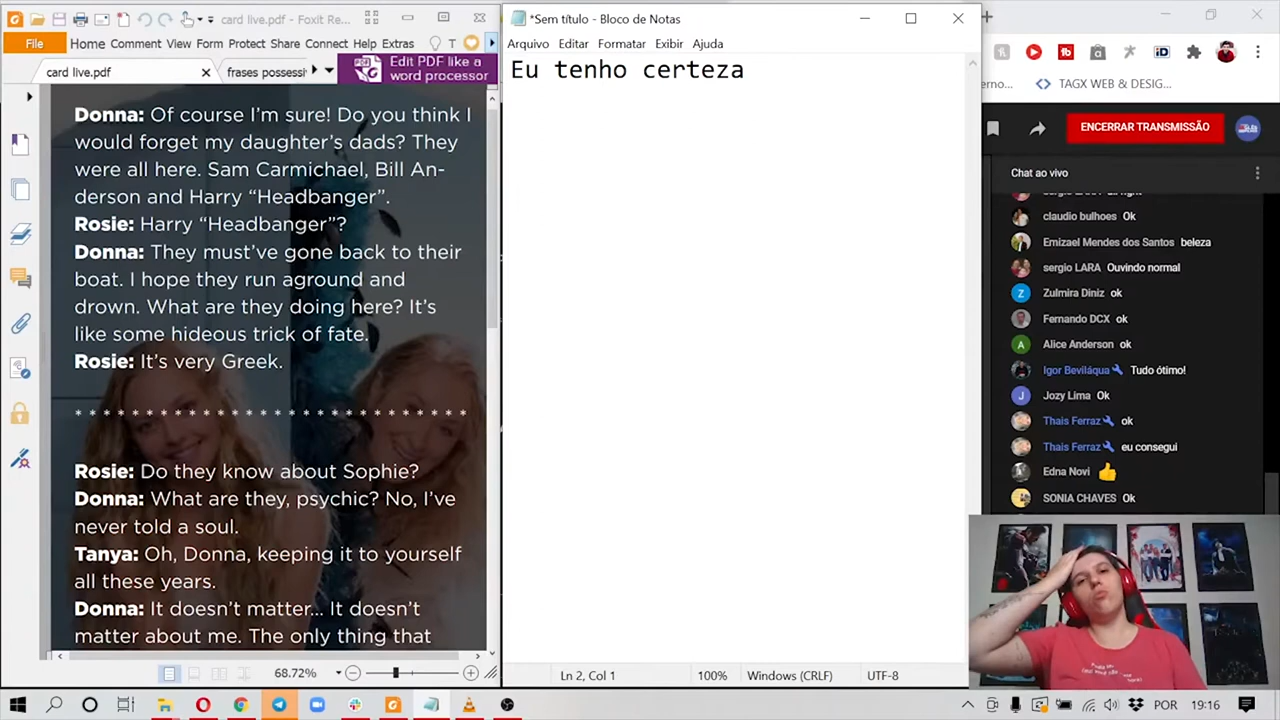 card live.pdf - Foxit Re...
File
Home
Comment
View
Form
Protect
Share
Connect
Help
Extras
card live.pdf
frases possessi
Edit PDF like a
word processor
Donna: Of course I'm sure! Do you think I
would forget my daughter's dads? They
were all here. Sam Carmichael, Bill An-
derson and Harry “Headbanger”.
Rosie: Harry “Headbanger”?
Donna: They must've gone back to their
boat. I hope they run aground and
drown. What are they doing here? It's
like some hideous trick of fate.
Rosie: It's very Greek.
* * * * * * * * * * * * * * * * * * * * * * * * * * * *
Rosie: Do they know about Sophie?
Donna: What are they, psychic? No, I've
never told a soul.
Tanya: Oh, Donna, keeping it to yourself
all these years.
Donna: It doesn't matter... It doesn't
matter about me. The only thing that
68.72%
*Sem título - Bloco de Notas
Arquivo Editar Formatar Exibir Ajuda
Eu tenho certeza
Ln 2, Col 1
100%
Windows (CRLF)
UTF-8
erno...
TAGX WEB & DESIG...
ENCERRAR TRANSMISSÃO
Chat ao vivo
claudio bulhoes Ok
Emizael Mendes dos Santos beleza
sergio LARA Ouvindo normal
Z Zulmira Diniz ok
Fernando DCX ok
A Alice Anderson ok
Igor Beviláqua Tudo ótimo!
J Jozy Lima Ok
Thais Ferraz ok
Thais Ferraz eu consegui
Edna Novi
SONIA CHAVES Ok
POR
19:16